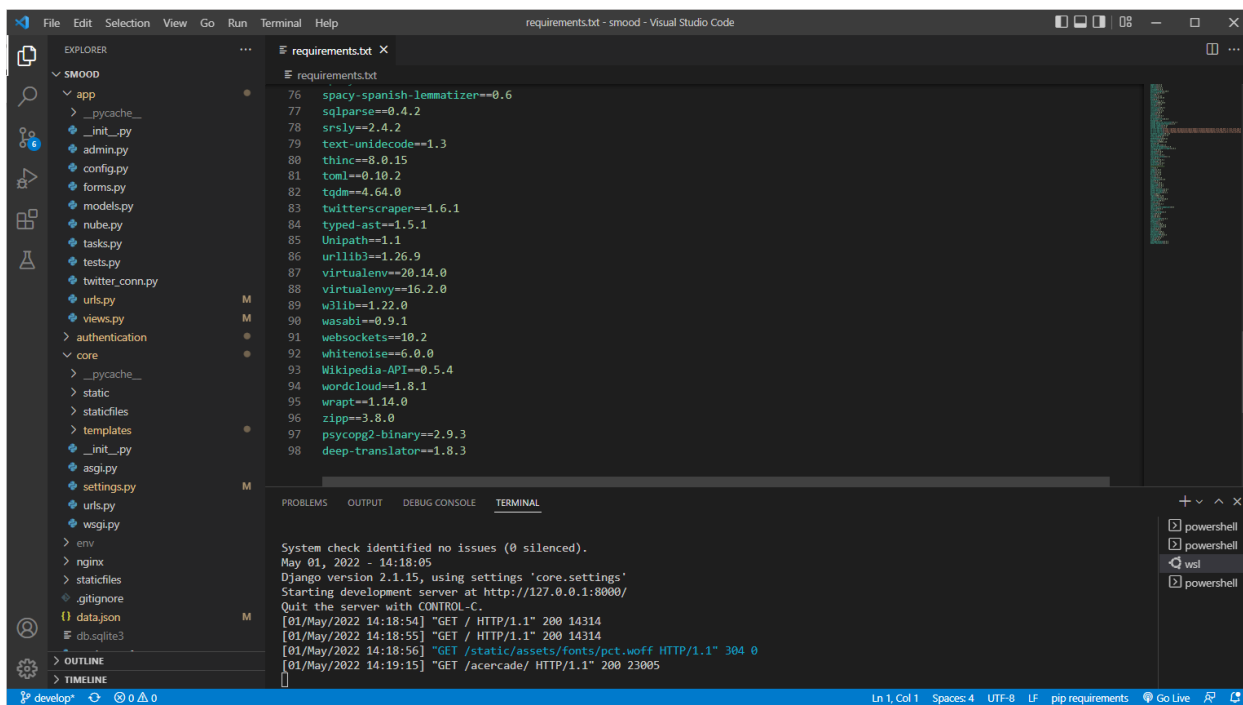 File Edit Selection View Go Run Terminal Help
requirements.txt - smood - Visual Studio Code
EXPLORER
SMOOD
app
__pycache__
__init__.py
admin.py
config.py
forms.py
models.py
nube.py
tasks.py
tests.py
twitter_conn.py
urls.py M
views.py M
authentication
core
__pycache__
static
staticfiles
templates
__init__.py
asgi.py
settings.py M
urls.py
wsgi.py
env
nginx
staticfiles
.gitignore
{} data.json M
db.sqlite3
OUTLINE
TIMELINE
6
requirements.txt
requirements.txt
76 spacy-spanish-lemmatizer==0.6
77 sqlparse==0.4.2
78 srsly==2.4.2
79 text-unidecode==1.3
80 thinc==8.0.15
81 toml==0.10.2
82 tqdm==4.64.0
83 twitterscraper==1.6.1
84 typed-ast==1.5.1
85 Unipath==1.1
86 urllib3==1.26.9
87 virtualenv==20.14.0
88 virtualenvy==16.2.0
89 w3lib==1.22.0
90 wasabi==0.9.1
91 websockets==10.2
92 whitenoise==6.0.0
93 Wikipedia-API==0.5.4
94 wordcloud==1.8.1
95 wrapt==1.14.0
96 zipp==3.8.0
97 psycopg2-binary==2.9.3
98 deep-translator==1.8.3
PROBLEMS OUTPUT DEBUG CONSOLE TERMINAL
System check identified no issues (0 silenced).
May 01, 2022 - 14:18:05
Django version 2.1.15, using settings 'core.settings'
Starting development server at http://127.0.0.1:8000/
Quit the server with CONTROL-C.
[01/May/2022 14:18:54] "GET / HTTP/1.1" 200 14314
[01/May/2022 14:18:55] "GET / HTTP/1.1" 200 14314
[01/May/2022 14:18:56] "GET /static/assets/fonts/pct.woff HTTP/1.1" 304 0
[01/May/2022 14:19:15] "GET /acercade/ HTTP/1.1" 200 23005
powershell
powershell
wsl
powershell
develop* 0 0 Ln 1, Col 1 Spaces: 4 UTF-8 LF pip requirements Go Live